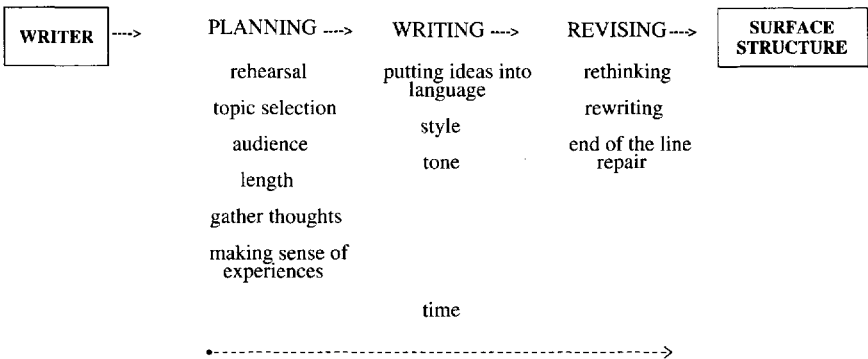 WRITER ----> PLANNING ----> WRITING ----> REVISING ----> SURFACE STRUCTURE
rehearsal
topic selection
audience
length
gather thoughts
making sense of
experiences
putting ideas into
language
style
tone
rethinking
rewriting
end of the line
repair
time